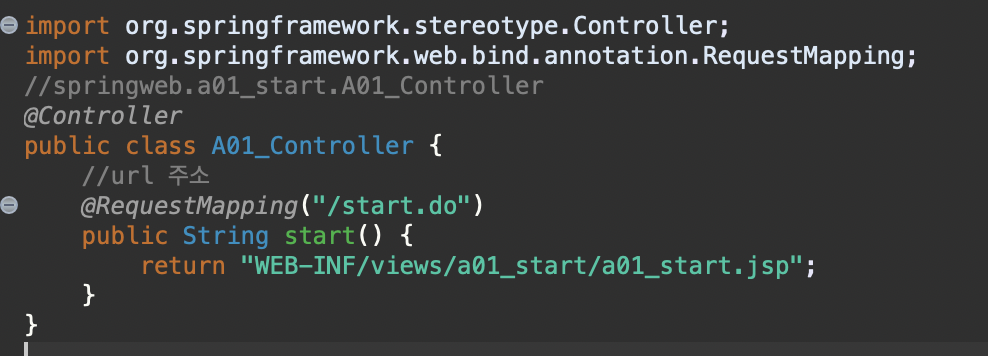 import org.springframework.stereotype.Controller;
import org.springframework.web.bind.annotation.RequestMapping;
//springweb.a01_start.A01_Controller
@Controller
public class A01_Controller {
    //url 주소
    @RequestMapping("/start.do")
    public String start() {
        return "WEB-INF/views/a01_start/a01_start.jsp";
    }
}